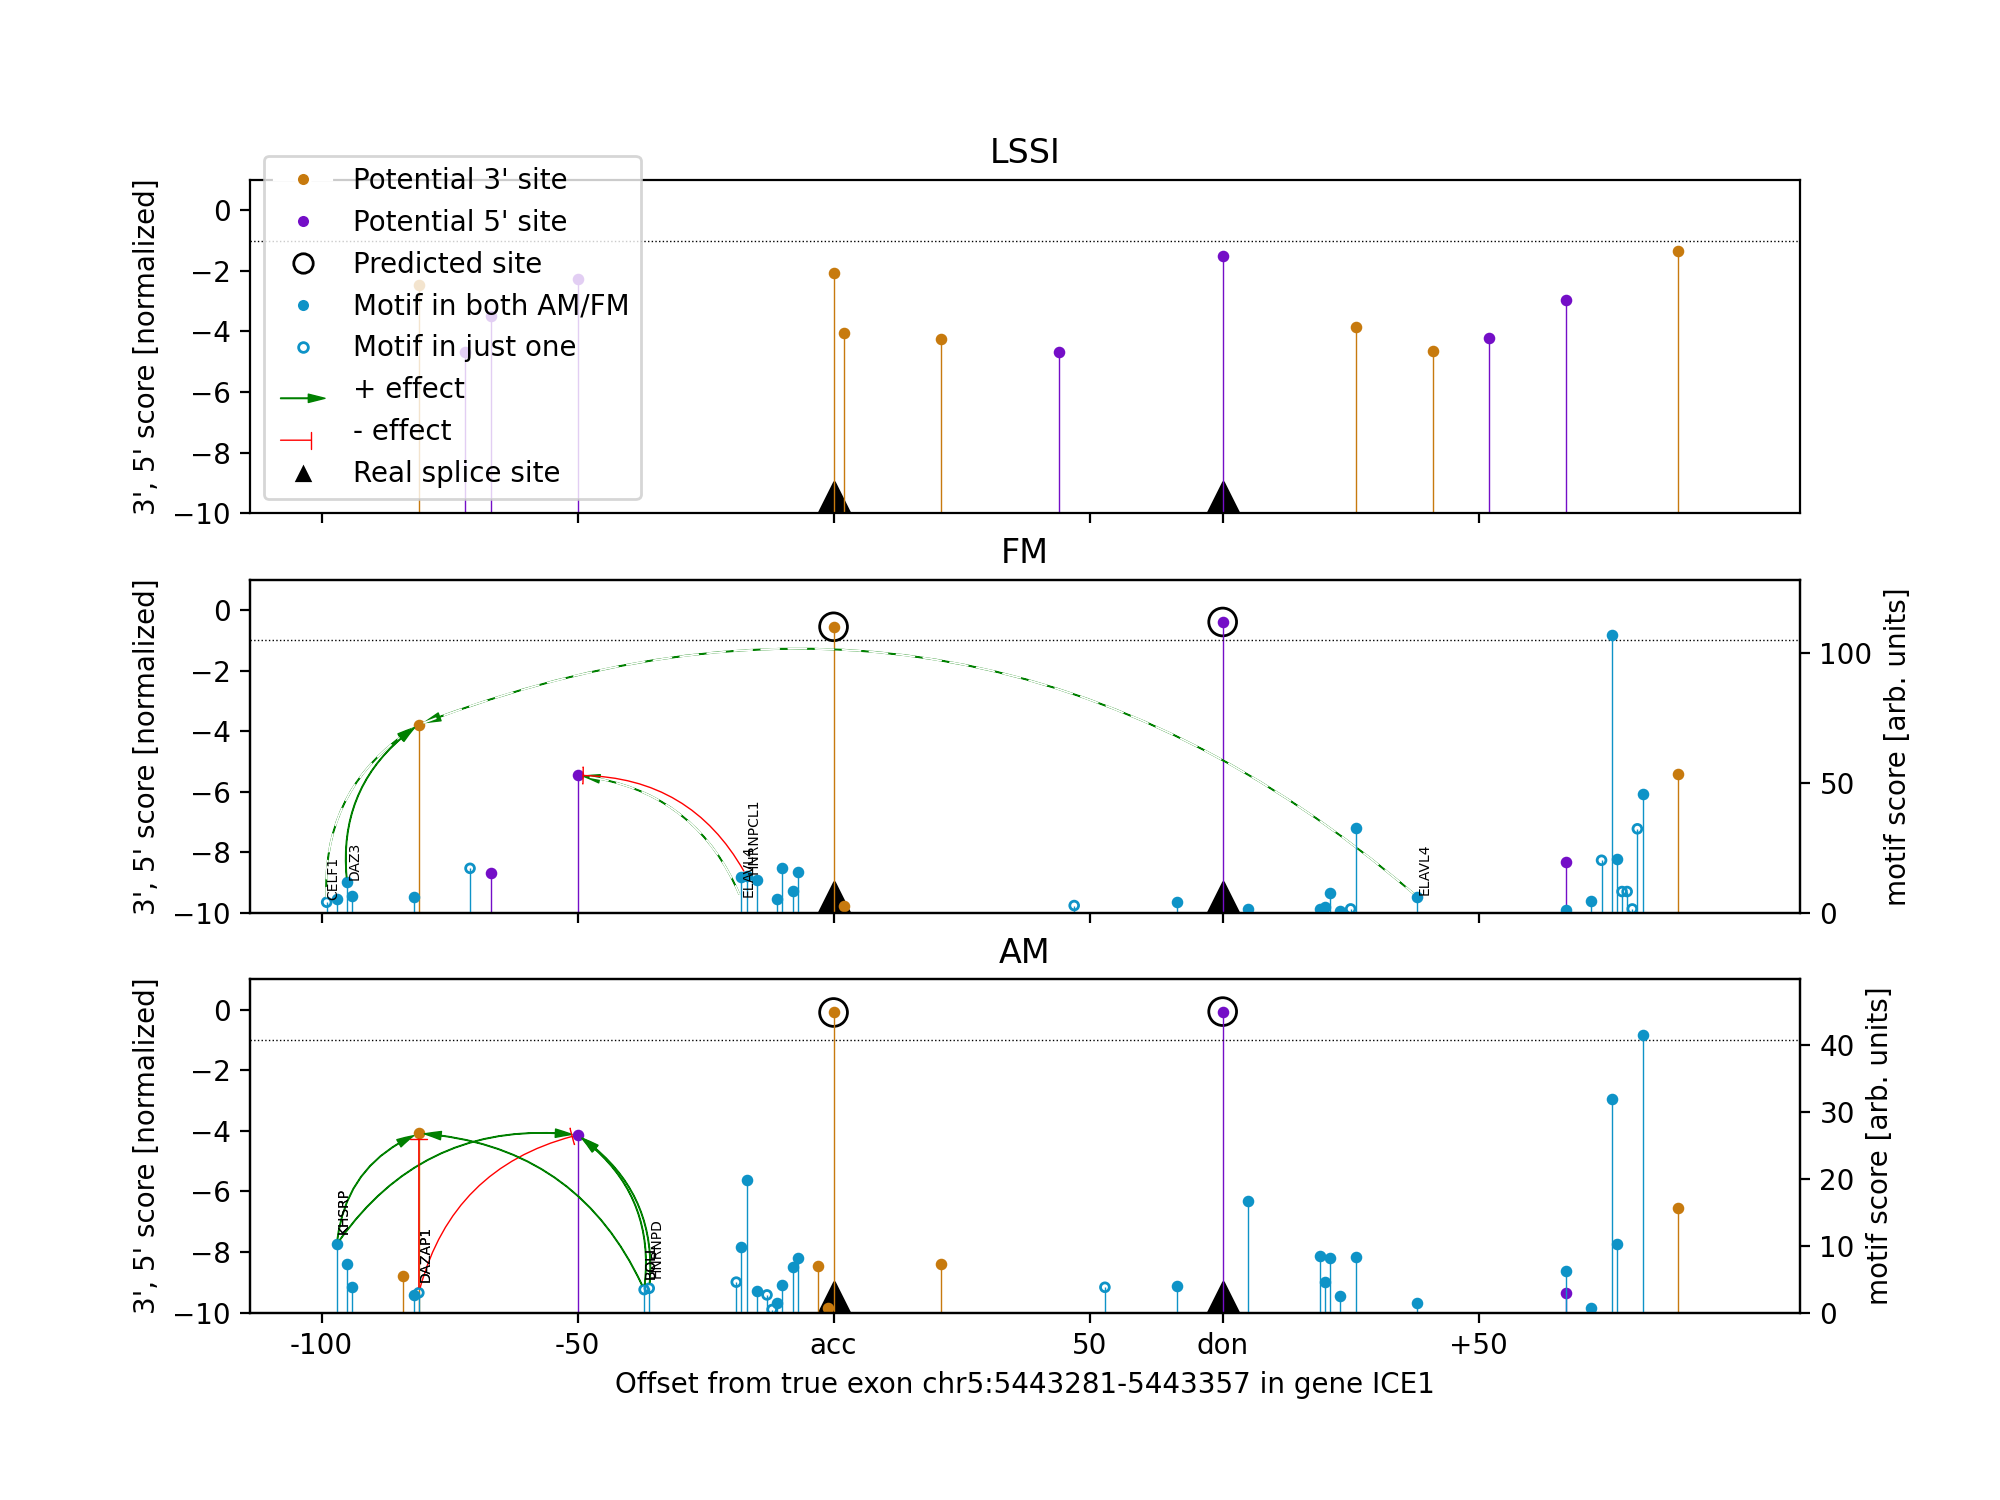 LSSI
3', 5' score [normalized]
0
−2
−4
−6
−8
−10
Potential 3' site
Potential 5' site
Predicted site
Motif in both AM/FM
Motif in just one
+ effect
- effect
Real splice site
FM
3', 5' score [normalized]
0
−2
−4
−6
−8
−10
CELF1
DAZ3
ELAVL4
HNRNPCL1
ELAVL4
100
50
0
motif score [arb. units]
AM
3', 5' score [normalized]
0
−2
−4
−6
−8
−10
KHSRP
DAZAP1
HNRNPD
40
30
20
10
0
motif score [arb. units]
-100 -50 acc 50 don +50
Offset from true exon chr5:5443281-5443357 in gene ICE1